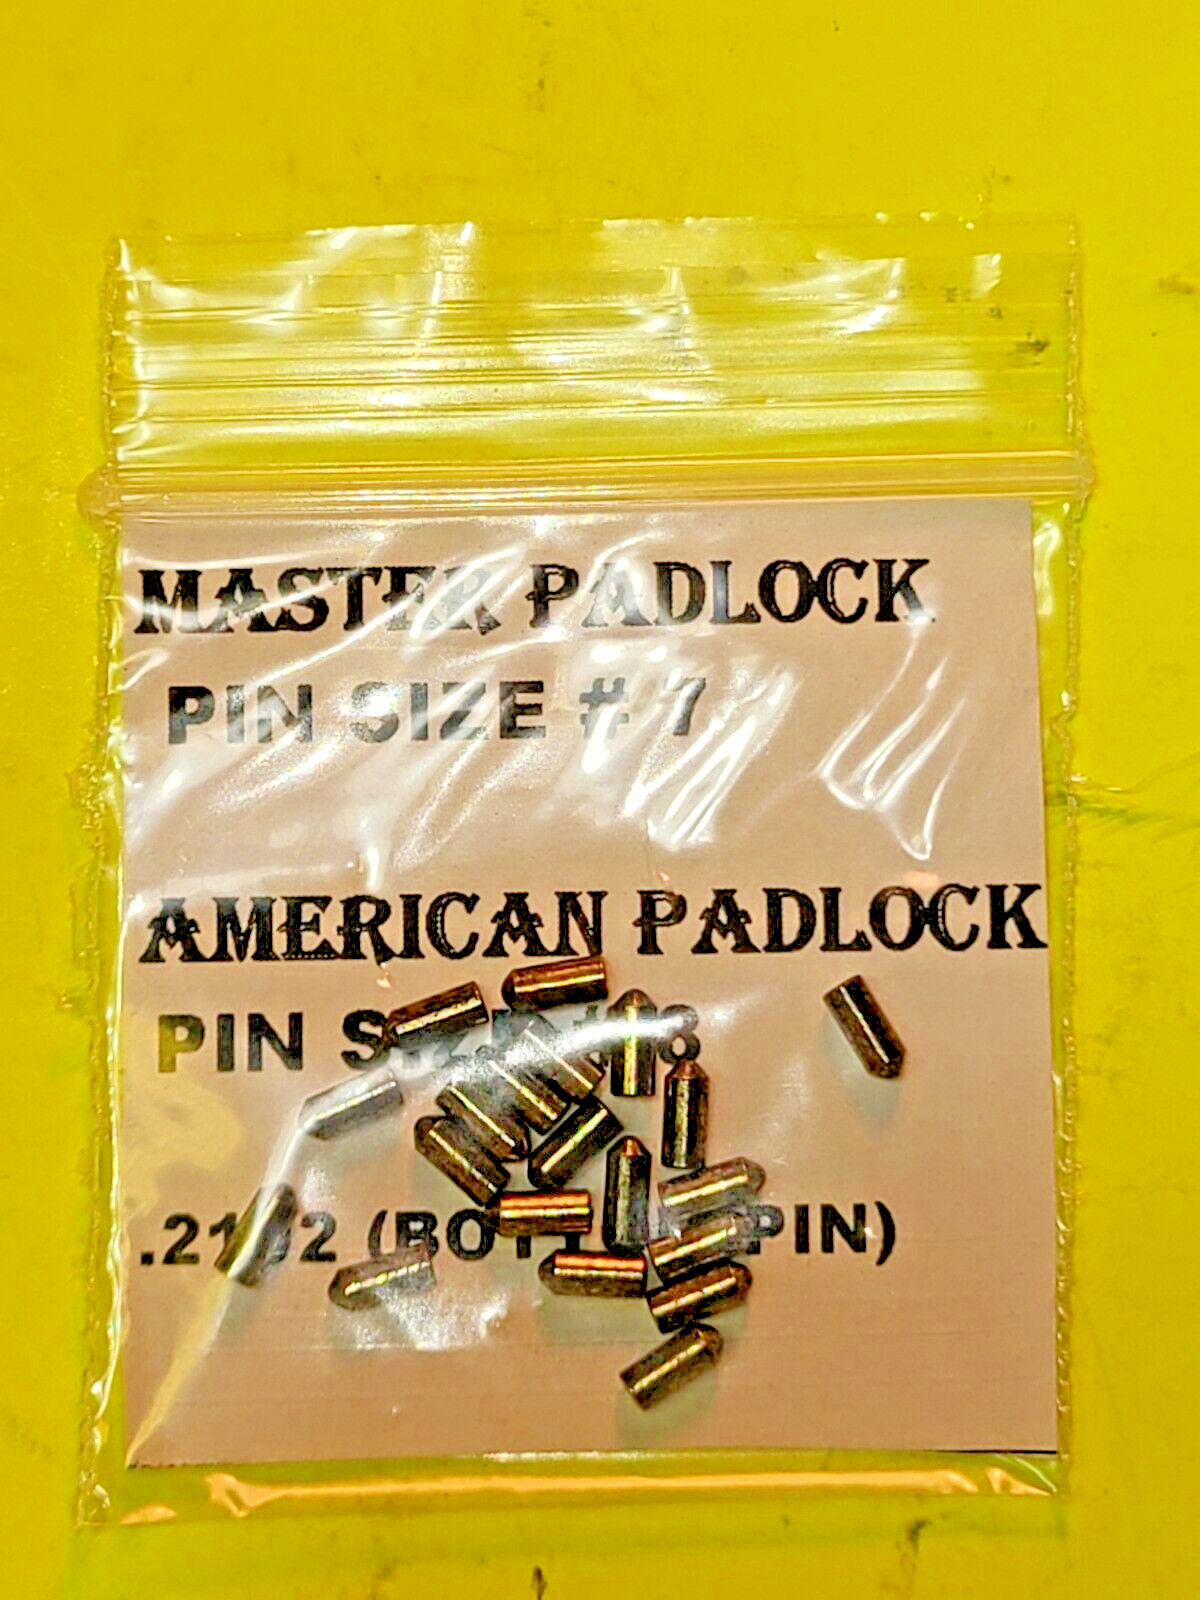 MASTER PADLOCK
PIN SIZE # 7
AMERICAN PADLOCK
PIN
PIN)